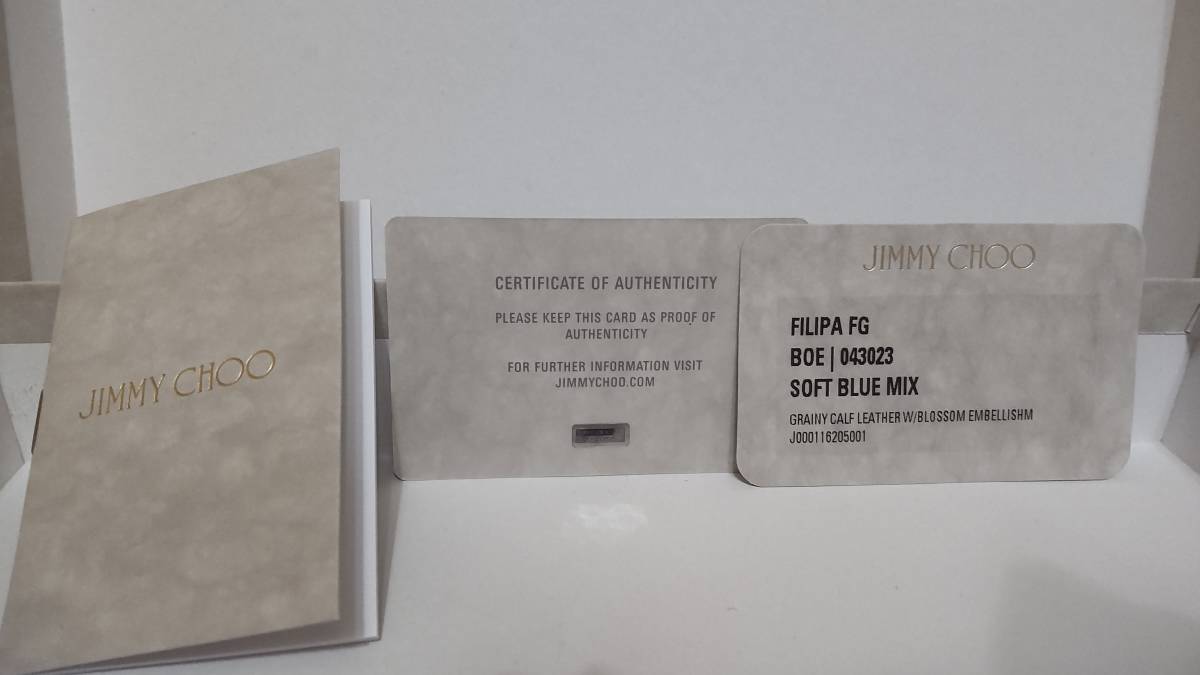 JIMMY CHOO
CERTIFICATE OF AUTHENTICITY
PLEASE KEEP THIS CARD AS PROOF OF
AUTHENTICITY
FOR FURTHER INFORMATION VISIT
JIMMYCHOO.COM
JIMMY CHOO
FILIPA FG
BOE | 043023
SOFT BLUE MIX
GRAINY CALF LEATHER W/BLOSSOM EMBELLISHM
J000116205001